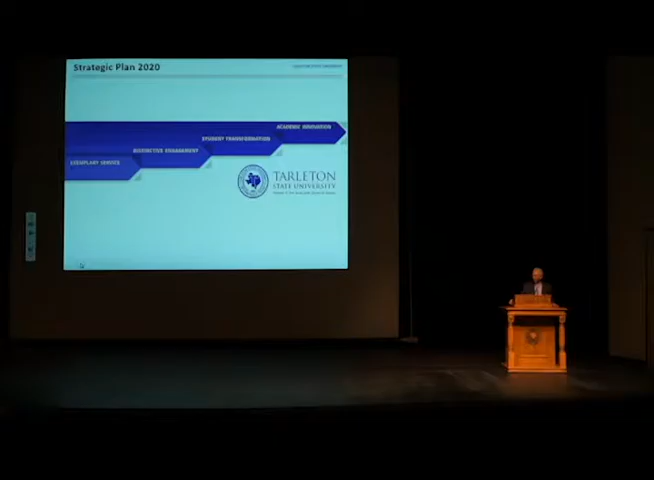 Strategic Plan 2020
ACADEMIC INNOVATION
STUDENT TRANSFORMATION
DISTINCTIVE ENGAGEMENT
EXEMPLARY SERVICE
TARLETON
STATE UNIVERSITY